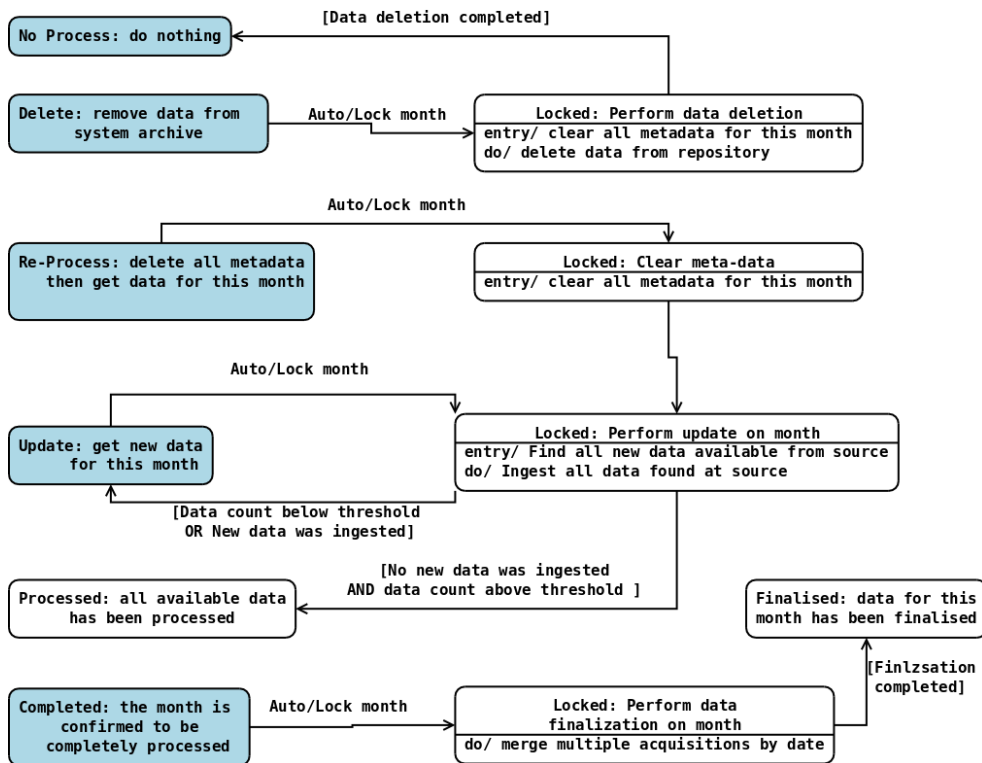 [Data deletion completed]
No Process: do nothing
Delete: remove data from
system archive
Auto/Lock month
Locked: Perform data deletion
entry/ clear all metadata for this month
do/ delete data from repository
Auto/Lock month
Re-Process: delete all metadata
then get data for this month
Locked: Clear meta-data
entry/ clear all metadata for this month
Auto/Lock month
Update: get new data
for this month
Locked: Perform update on month
entry/ Find all new data available from source
do/ Ingest all data found at source
[Data count below threshold
OR New data was ingested]
[No new data was ingested
AND data count above threshold ]
Processed: all available data
has been processed
Finalised: data for this
month has been finalised
[Finlzsation
completed]
Completed: the month is
confirmed to be
completely processed
Auto/Lock month
Locked: Perform data
finalization on month
do/ merge multiple acquisitions by date